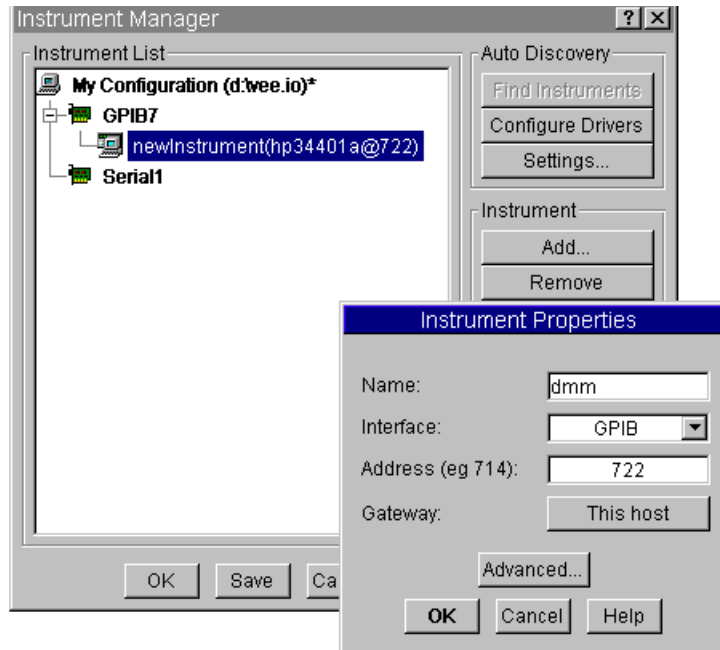 Instrument Manager
Instrument List
My Configuration (d:\vee.io)*
GPIB7
newInstrument(hp34401a@722)
Serial1
Auto Discovery
Find Instruments
Configure Drivers
Settings...
Instrument
Add...
Remove
OK Save Ca
Instrument Properties
Name: dmm
Interface: GPIB
Address (eg 714): 722
Gateway: This host
Advanced...
OK Cancel Help